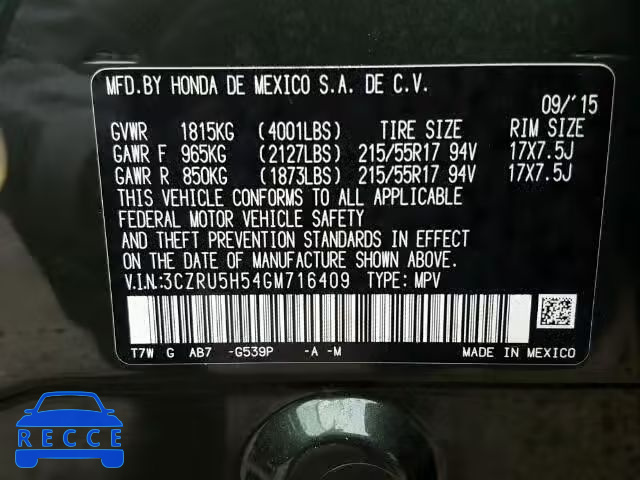 MFD.BY HONDA DE MEXICO S.A. DE C.V.
09/'15
GVWR 1815KG (4001LBS) TIRE SIZE RIM SIZE
GAWR F 965KG (2127LBS) 215/55R17 94V 17X7.5J
GAWR R 850KG (1873LBS) 215/55R17 94V 17X7.5J
THIS VEHICLE CONFORMS TO ALL APPLICABLE
FEDERAL MOTOR VEHICLE SAFETY
AND THEFT PREVENTION STANDARDS IN EFFECT
ON THE DATE OF MANUFACTURE SHOWN ABOVE.
V.I.N:3CZRU5H54GM716409 TYPE: MPV
T7W G AB7 -G539P -A -M MADE IN MEXICO
RECCE